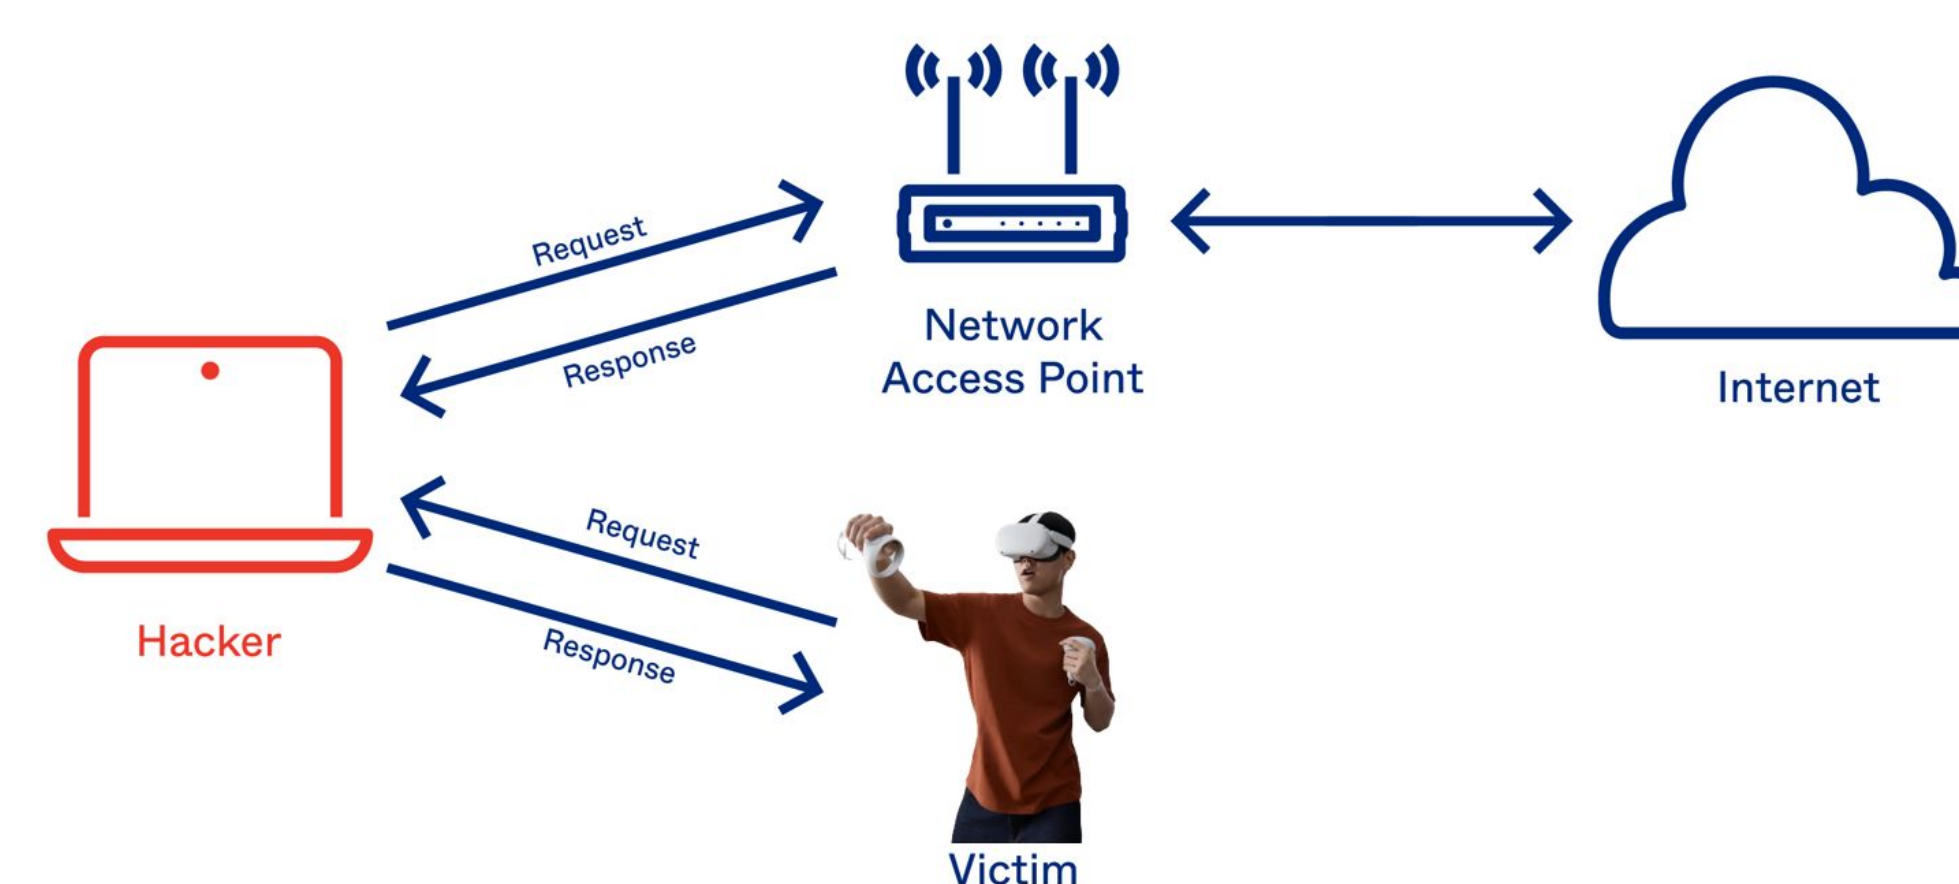 Request
Response
Network
Access Point
Internet
Hacker
Request
Response
Victim